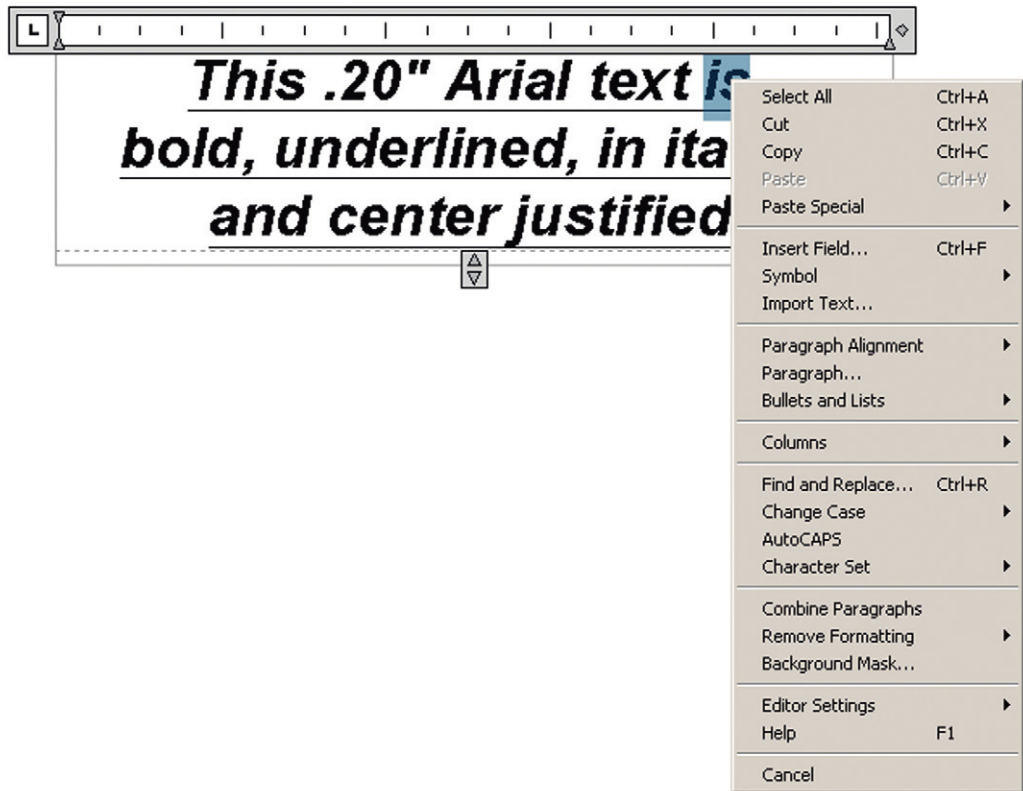 L
This .20" Arial text is
bold, underlined, in ita
and center justified
Select All Ctrl+A
Cut Ctrl+X
Copy Ctrl+C
Paste Ctrl+V
Paste Special
Insert Field... Ctrl+F
Symbol
Import Text...
Paragraph Alignment
Paragraph...
Bullets and Lists
Columns
Find and Replace... Ctrl+R
Change Case
AutoCAPS
Character Set
Combine Paragraphs
Remove Formatting
Background Mask...
Editor Settings
Help F1
Cancel